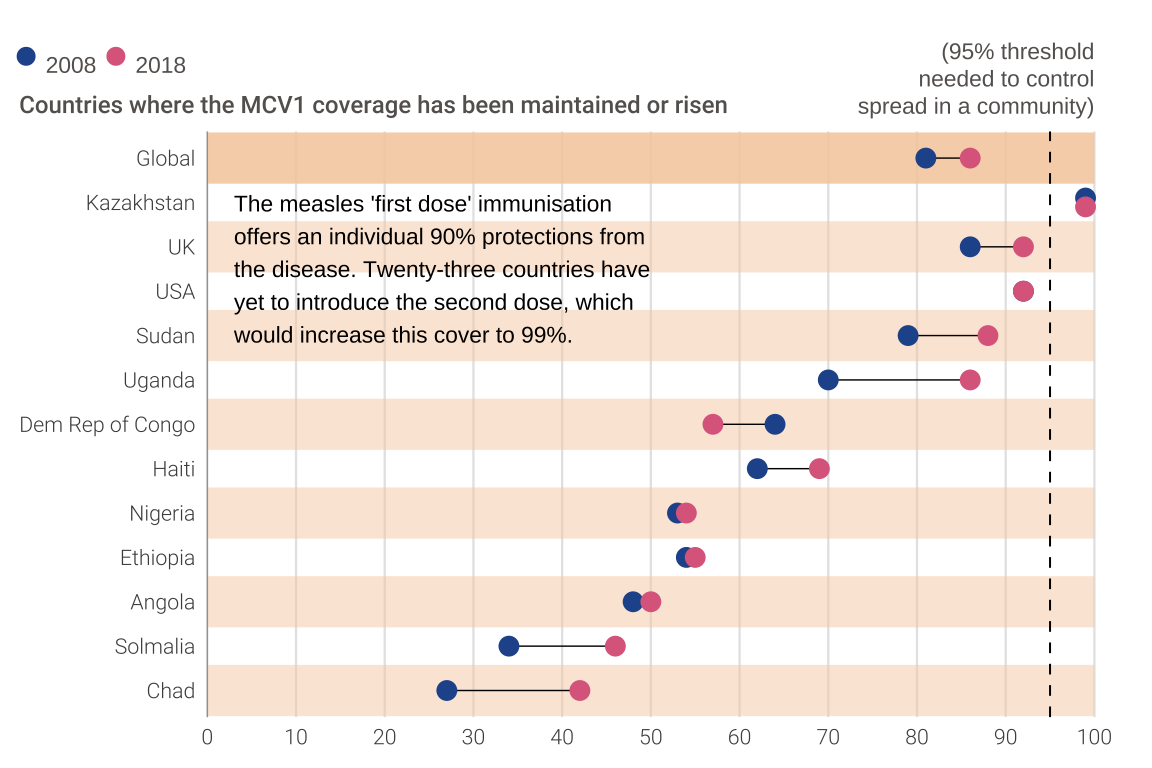 2008 2018
(95% threshold
needed to control
spread in a community)
Countries where the MCV1 coverage has been maintained or risen
Global
Kazakhstan
The measles 'first dose' immunisation
UK
offers an individual 90% protections from
the disease. Twenty-three countries have
USA
yet to introduce the second dose, which
Sudan
would increase this cover to 99%.
Uganda
Dem Rep of Congo
Haiti
Nigeria
Ethiopia
Angola
Solmalia
Chad
0 10 20 30 40 50 60 70 80 90 100